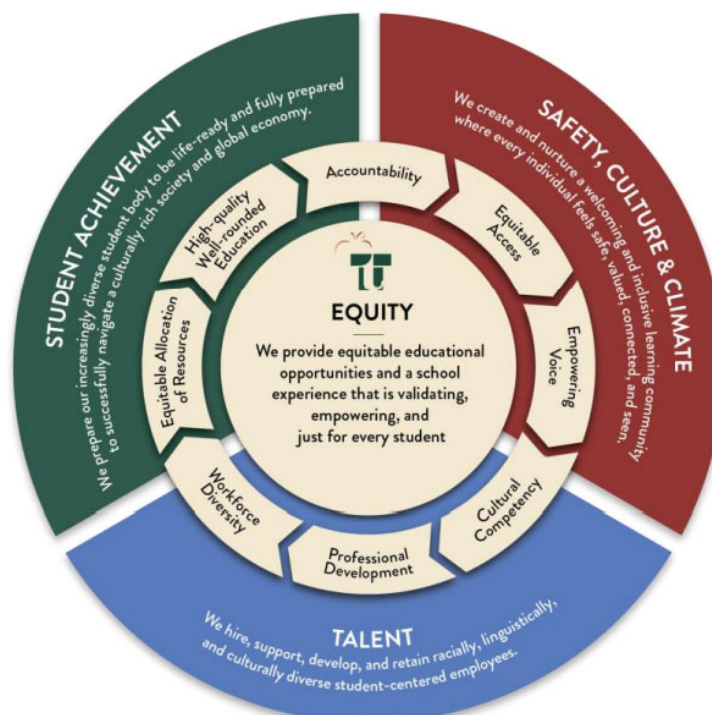 STUDENT ACHIEVEMENT
We prepare our increasingly diverse student body to be life-ready and fully prepared
to successfully navigate a culturally rich society and global economy.
SAFETY, CULTURE & CLIMATE
We create and nurture a welcoming and inclusive learning community
where every individual feels safe, valued, connected, and seen.
Accountability
Equitable
Access
Empowering
Voice
Cultural
Competency
Professional
Development
Workforce
Diversity
Equitable Allocation
of Resources
High-quality
Well-rounded
Education
TU
EQUITY
We provide equitable educational
opportunities and a school
experience that is validating,
empowering, and
just for every student
TALENT
We hire, support, develop, and retain racially, linguistically,
and culturally diverse student-centered employees.